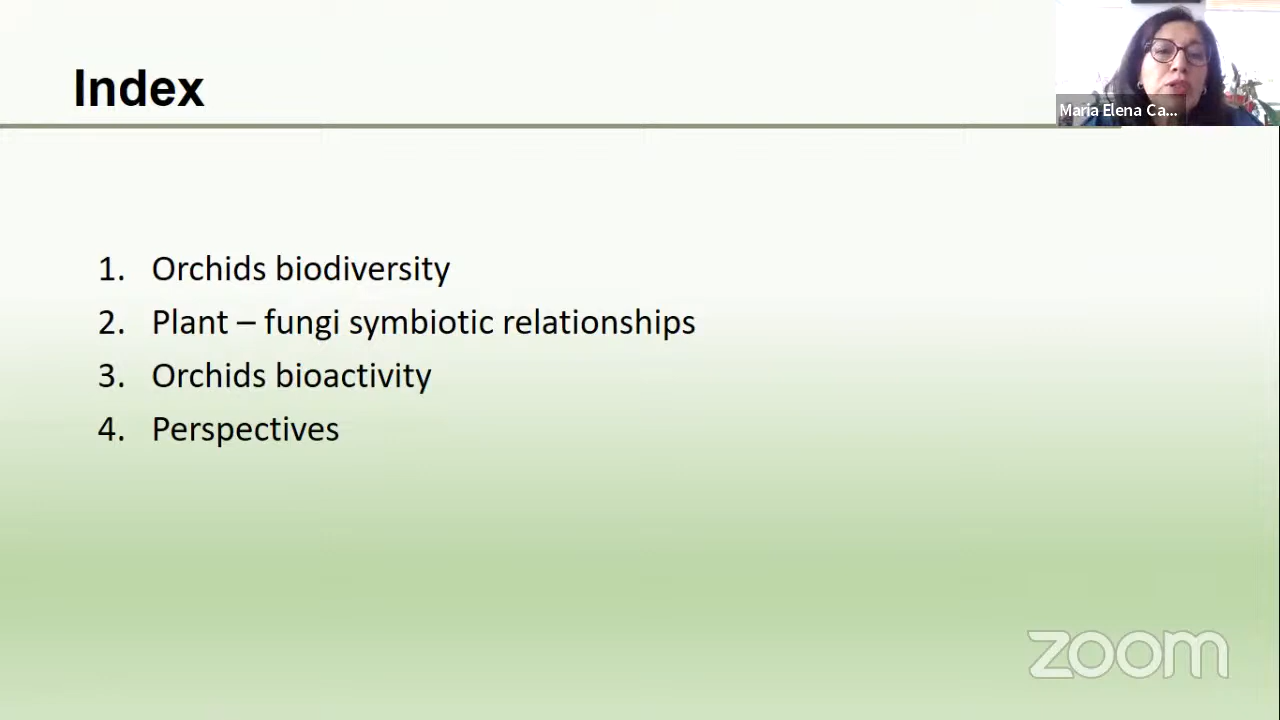 Index
Maria Elena Ca...
1. Orchids biodiversity
2. Plant – fungi symbiotic relationships
3. Orchids bioactivity
4. Perspectives
zoom